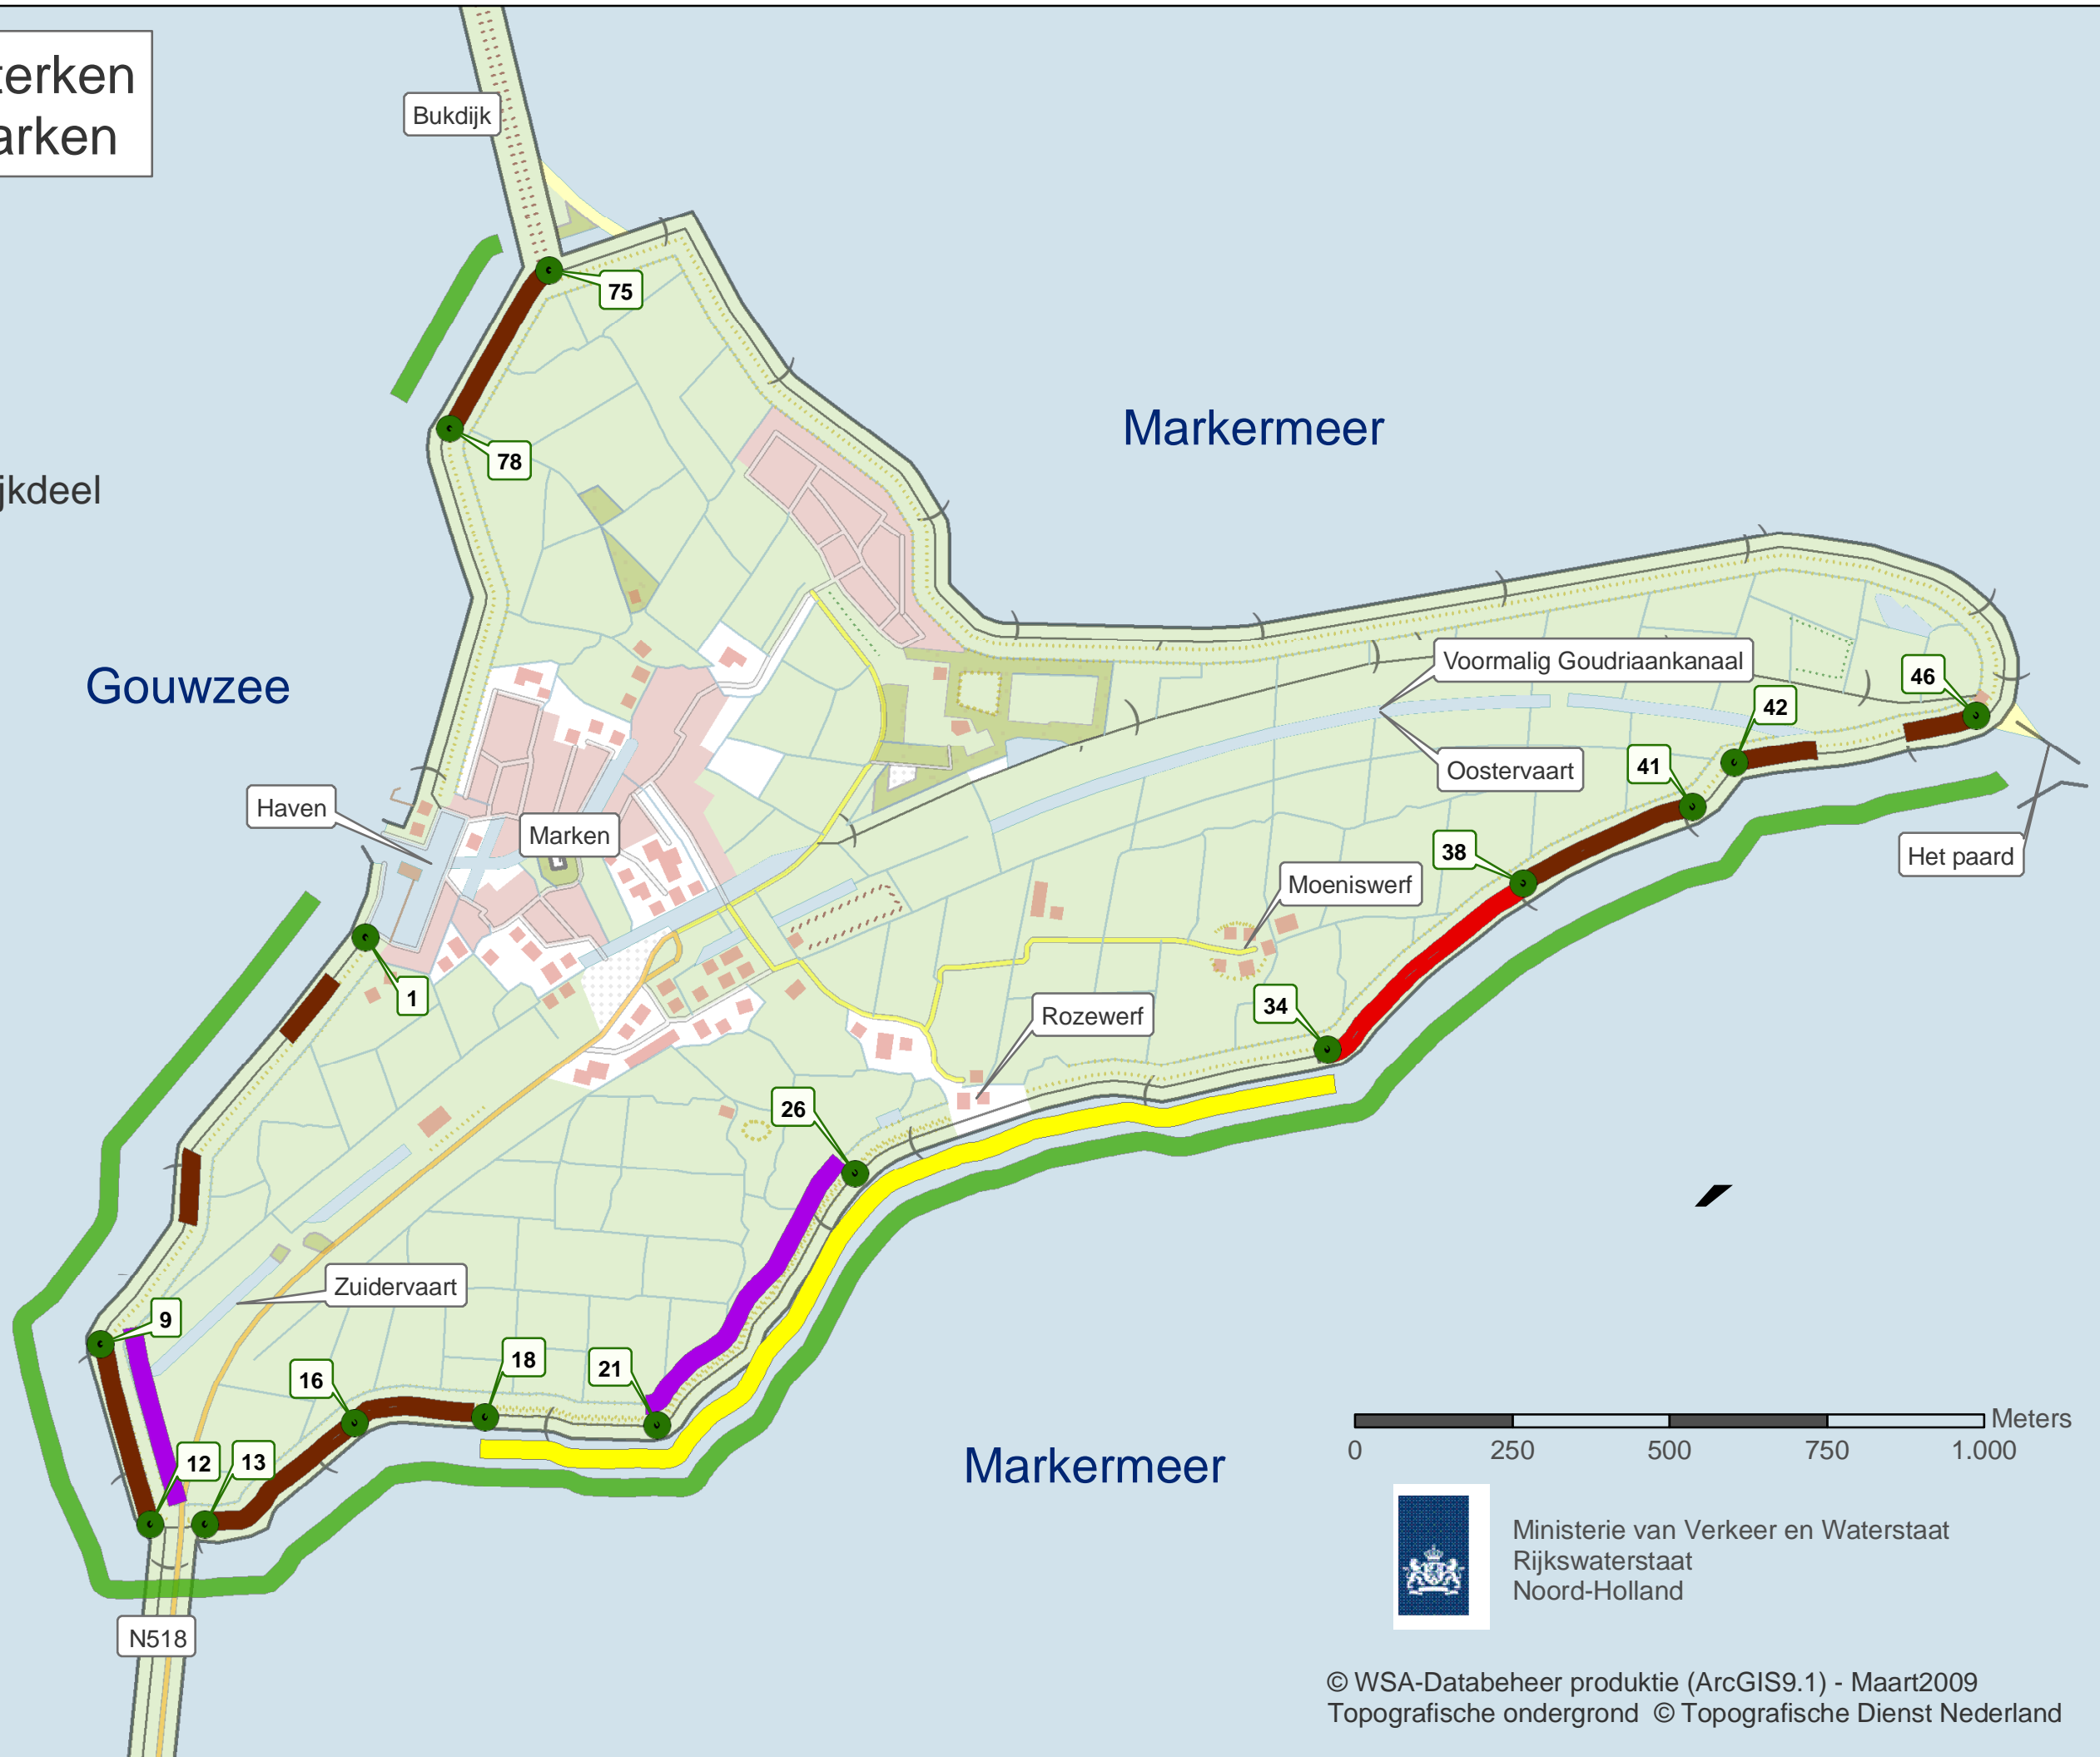 terken
arken
Bukdijk
75
78
Markermeer
jkdeel
Gouwzee
Voormalig Goudriaankanaal
46
42
41
Oostervaart
Haven
Marken
38
Het paard
Moeniswerf
1
34
Rozewerf
26
Zuidervaart
9
18
16
21
12
13
Markermeer
Meters
0 250 500 750 1.000
Ministerie van Verkeer en Waterstaat
Rijkswaterstaat
Noord-Holland
N518
© WSA-Databeheer produktie (ArcGIS9.1) - Maart2009
Topografische ondergrond © Topografische Dienst Nederland